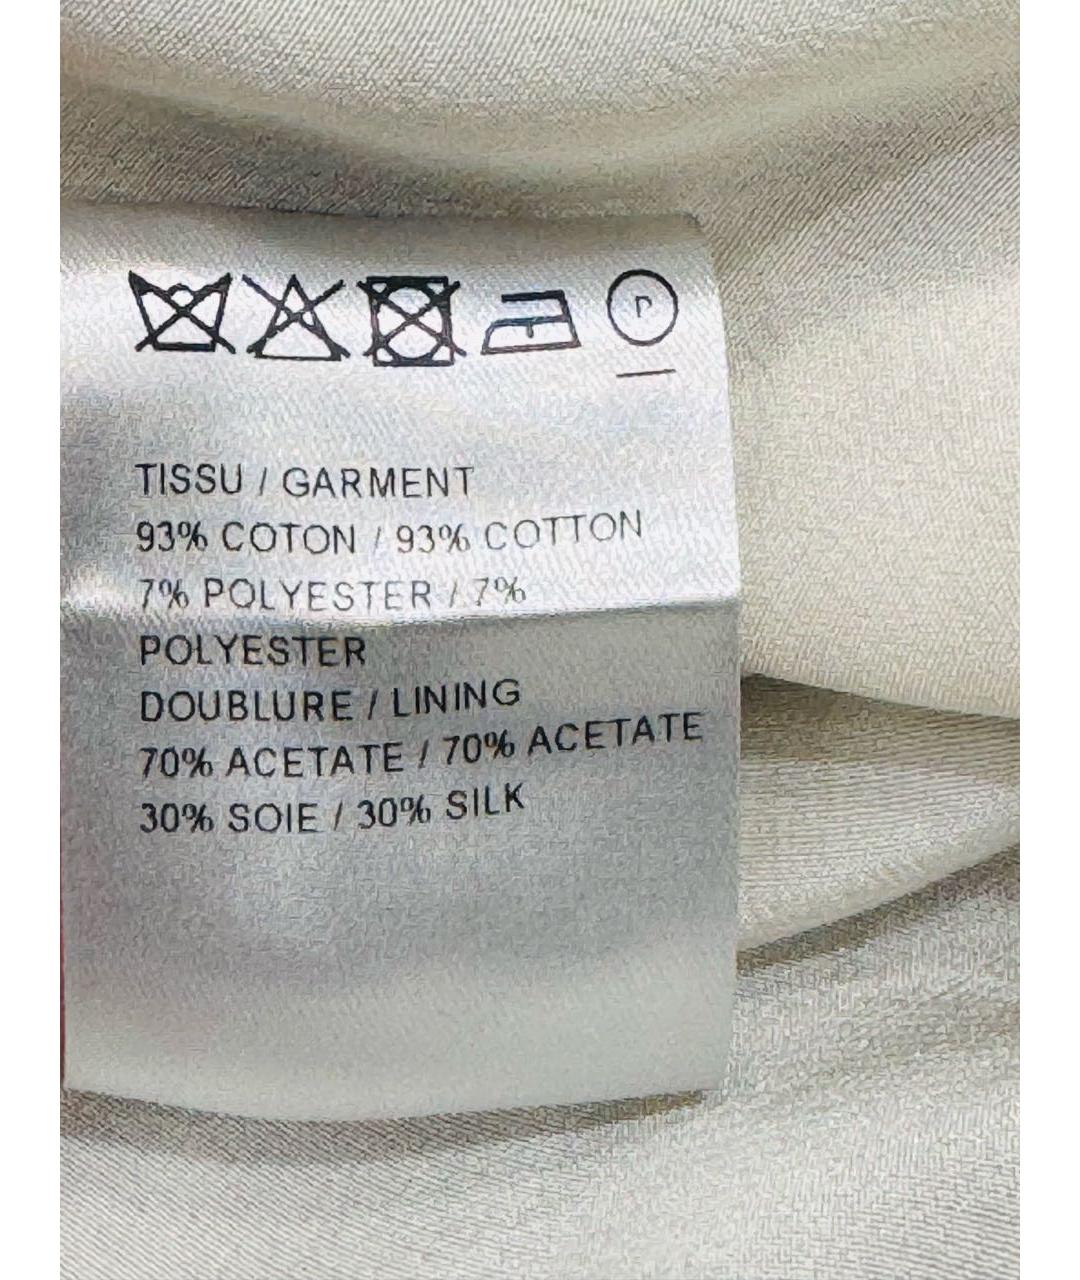 P
TISSU / GARMENT
93% COTON / 93% COTTON
7% POLYESTER / 7%
POLYESTER
DOUBLURE / LINING
70% ACETATE / 70% ACETATE
30% SOIE / 30% SILK